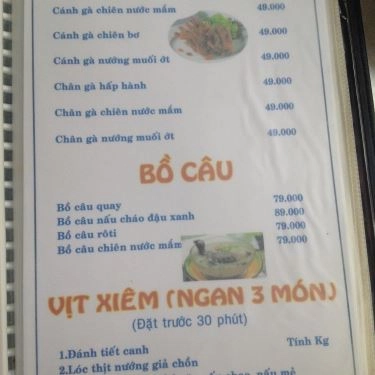 Cánh gà chiên nước mắm 49.000
Cánh gà chiên bơ 49.000
Cánh gà nướng muối ớt 49.000
Chân gà hấp hành 49.000
Chân gà chiên nước mắm 49.000
Chân gà nướng muối ớt 49.000
BỒ CÂU
Bồ câu quay 79.000
Bồ câu nấu cháo đậu xanh 89.000
Bồ câu rôti 79.000
Bồ câu chiên nước mắm 79.000
VỊT XIÊM (NGAN 3 MÓN)
(Đặt trước 30 phút)
1.Đánh tiết canh Tính Kg
2.Lóc thịt nướng giả chồn
nấu mẻ